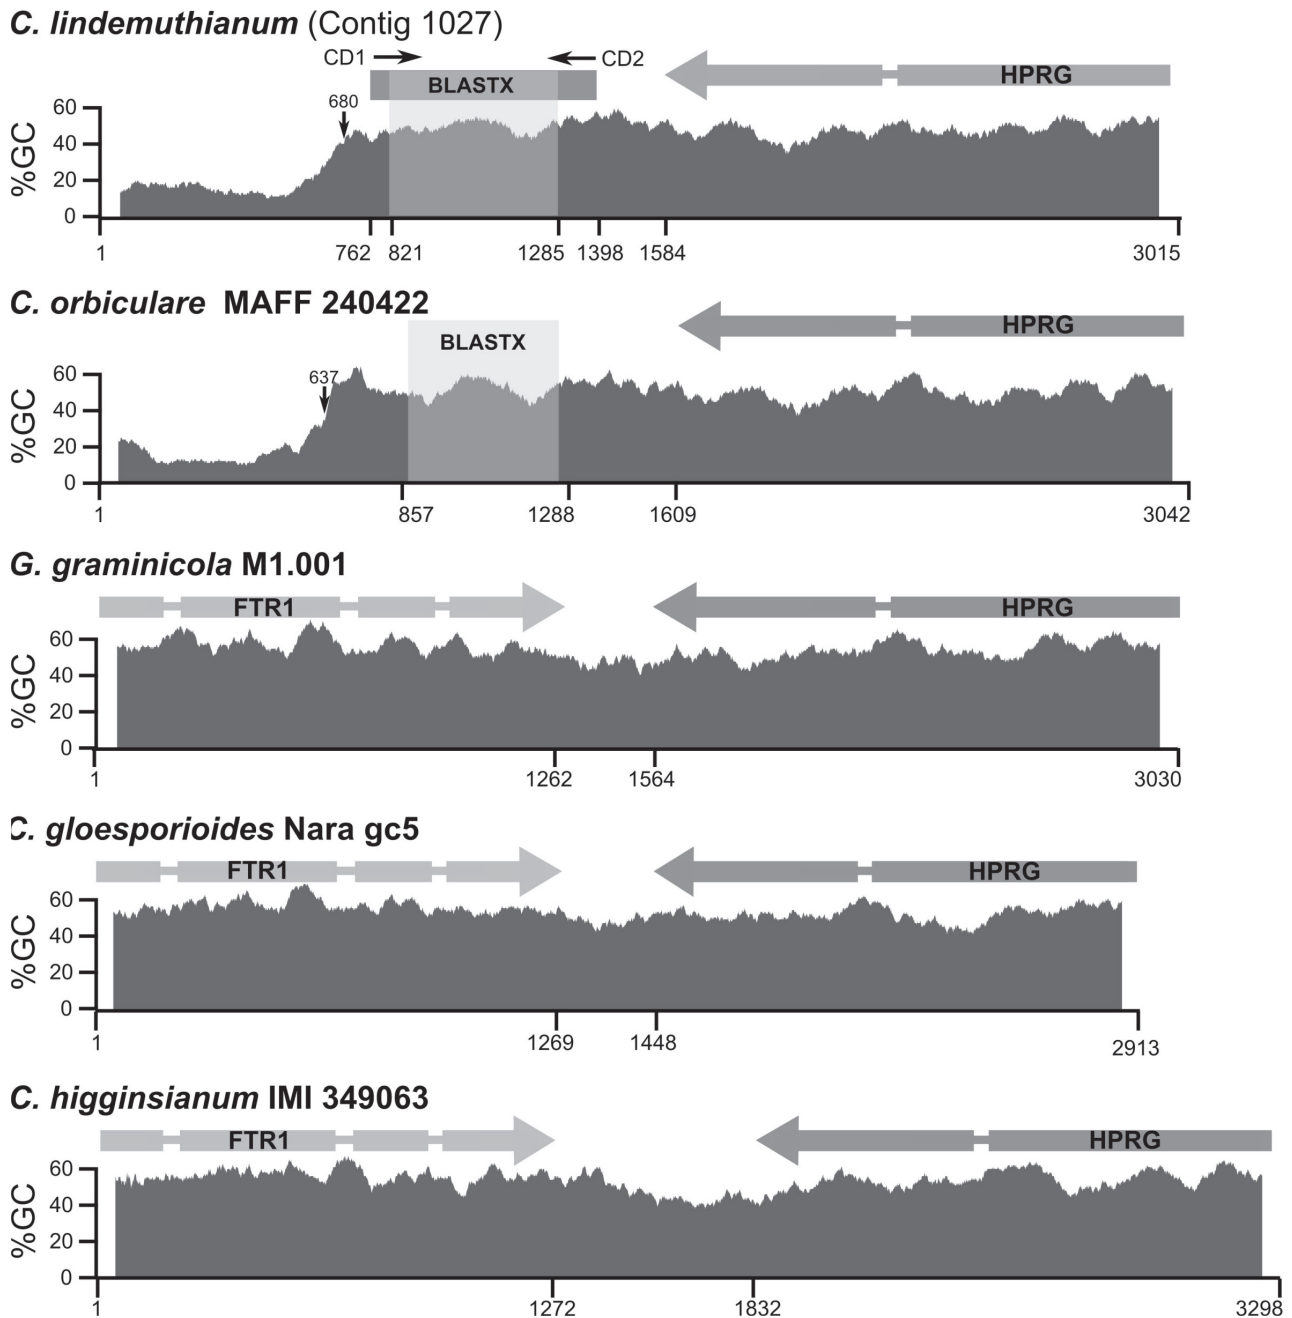 C. lindemuthianum (Contig 1027)
CD1 CD2
BLASTX HPRG
680
60
40
20
0
%GC
1 762 821 1285 1398 1584 3015
C. orbiculare MAFF 240422
BLASTX HPRG
637
60
40
20
0
%GC
1 857 1288 1609 3042
G. graminicola M1.001
FTR1 HPRG
60
40
20
0
%GC
1 1262 1564 3030
C. gloesporioides Nara gc5
FTR1 HPRG
60
40
20
0
%GC
1 1269 1448 2913
C. higginsianum IMI 349063
FTR1 HPRG
60
40
20
0
%GC
1 1272 1832 3298